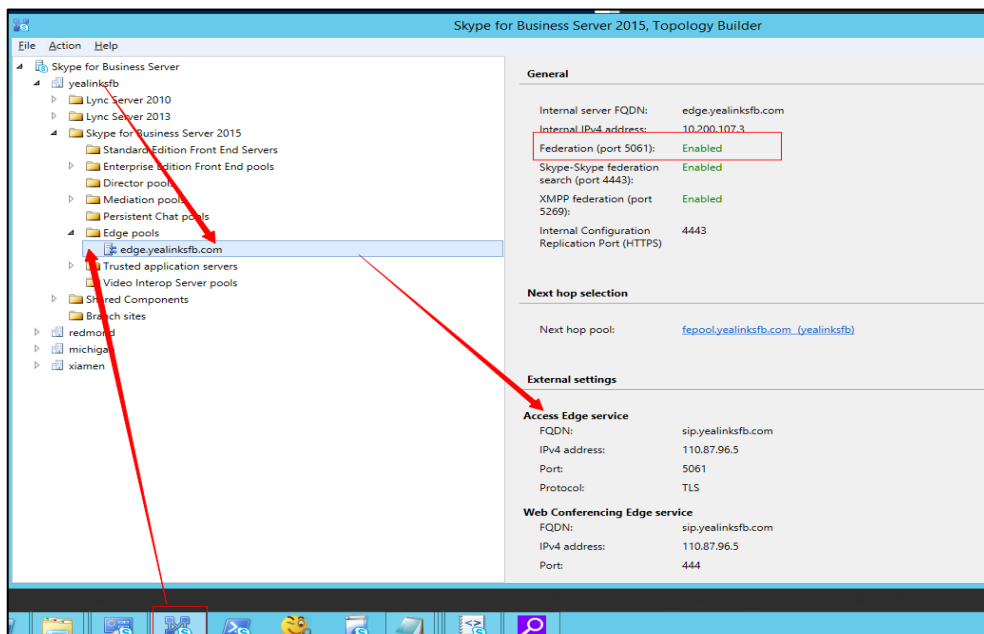 Skype for Business Server 2015, Topology Builder
File Action Help
Skype for Business Server
yealinksfb
Lync Server 2010
Lync Server 2013
Skype for Business Server 2015
Standard Edition Front End Servers
Enterprise Edition Front End pools
Director pools
Mediation pools
Persistent Chat pools
Edge pools
edge.yealinksfb.com
Trusted application servers
Video Interop Server pools
Shared Components
Branch sites
redmond
michigan
xiamen
General
Internal server FQDN: edge.yealinksfb.com
Internal IPv4 address: 10.200.107.3
Federation (port 5061): Enabled
Skype-Skype federation Enabled
search (port 4443):
XMPP federation (port Enabled
5269):
Internal Configuration 4443
Replication Port (HTTPS)
Next hop selection
Next hop pool: fepool.yealinksfb.com (yealinksfb)
External settings
Access Edge service
FQDN: sip.yealinksfb.com
IPv4 address: 110.87.96.5
Port: 5061
Protocol: TLS
Web Conferencing Edge service
FQDN: sip.yealinksfb.com
IPv4 address: 110.87.96.5
Port: 444